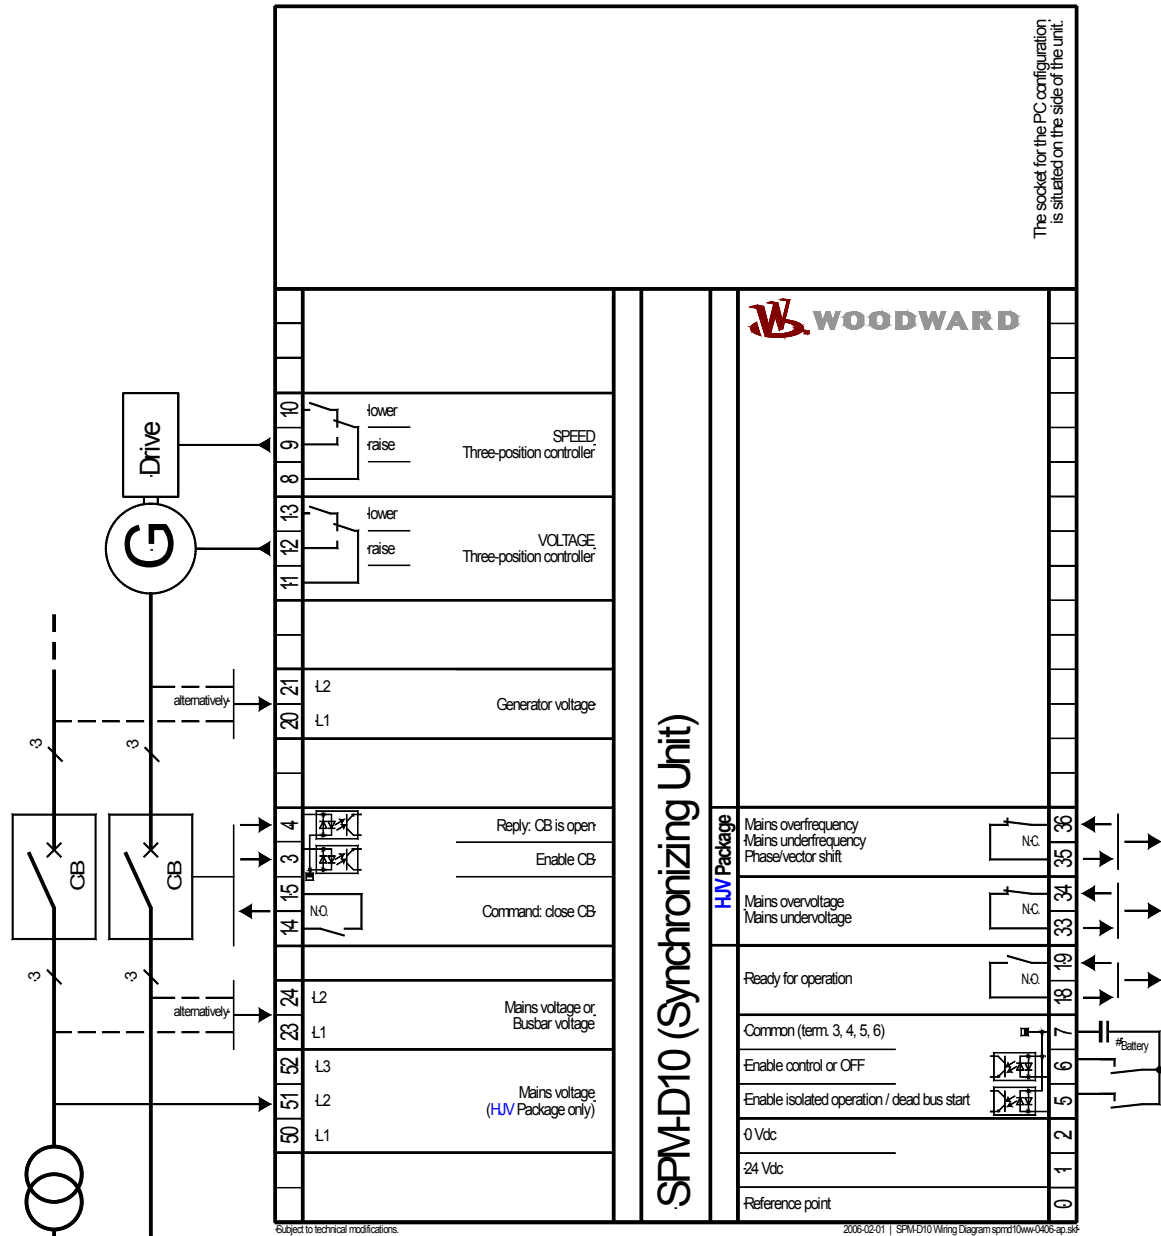 The socket for the PC configuration
is situated on the side of the unit.
WOODWARD
Drive
G
10
9
8
lower
raise
SPEED
Three-position controller
13
12
11
lower
raise
VOLTAGE
Three-position controller
21
20
L2
L1
Generator voltage
alternatively
3
3
CB
CB
4
3
15
14
Reply: CB is open
Enable CB
N.O.
Command: close CB
3
3
alternatively
24
23
L2
L1
Mains voltage or
Busbar voltage
52
51
50
L3
L2
L1
Mains voltage
(HJV Package only)
SPM-D10 (Synchronizing Unit)
HJV Package
Mains overfrequency
Mains underfrequency
Phase/vector shift
N.C.
36
35
Mains overvoltage
Mains undervoltage
N.C.
34
33
Ready for operation
N.O.
19
18
Common (term. 3, 4, 5, 6)
7
Battery
Enable control or OFF
6
Enable isolated operation / dead bus start
5
0 Vdc
2
24 Vdc
1
Reference point
0
Subject to technical modifications.
2006-02-01 | SPM-D10 Wiring Diagram spmd10ww-0406-ap.skf